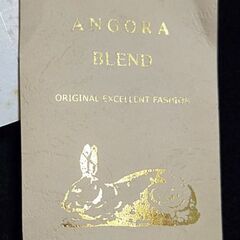 ANGORA
BLEND
ORIGINAL EXCELLENT FASHION